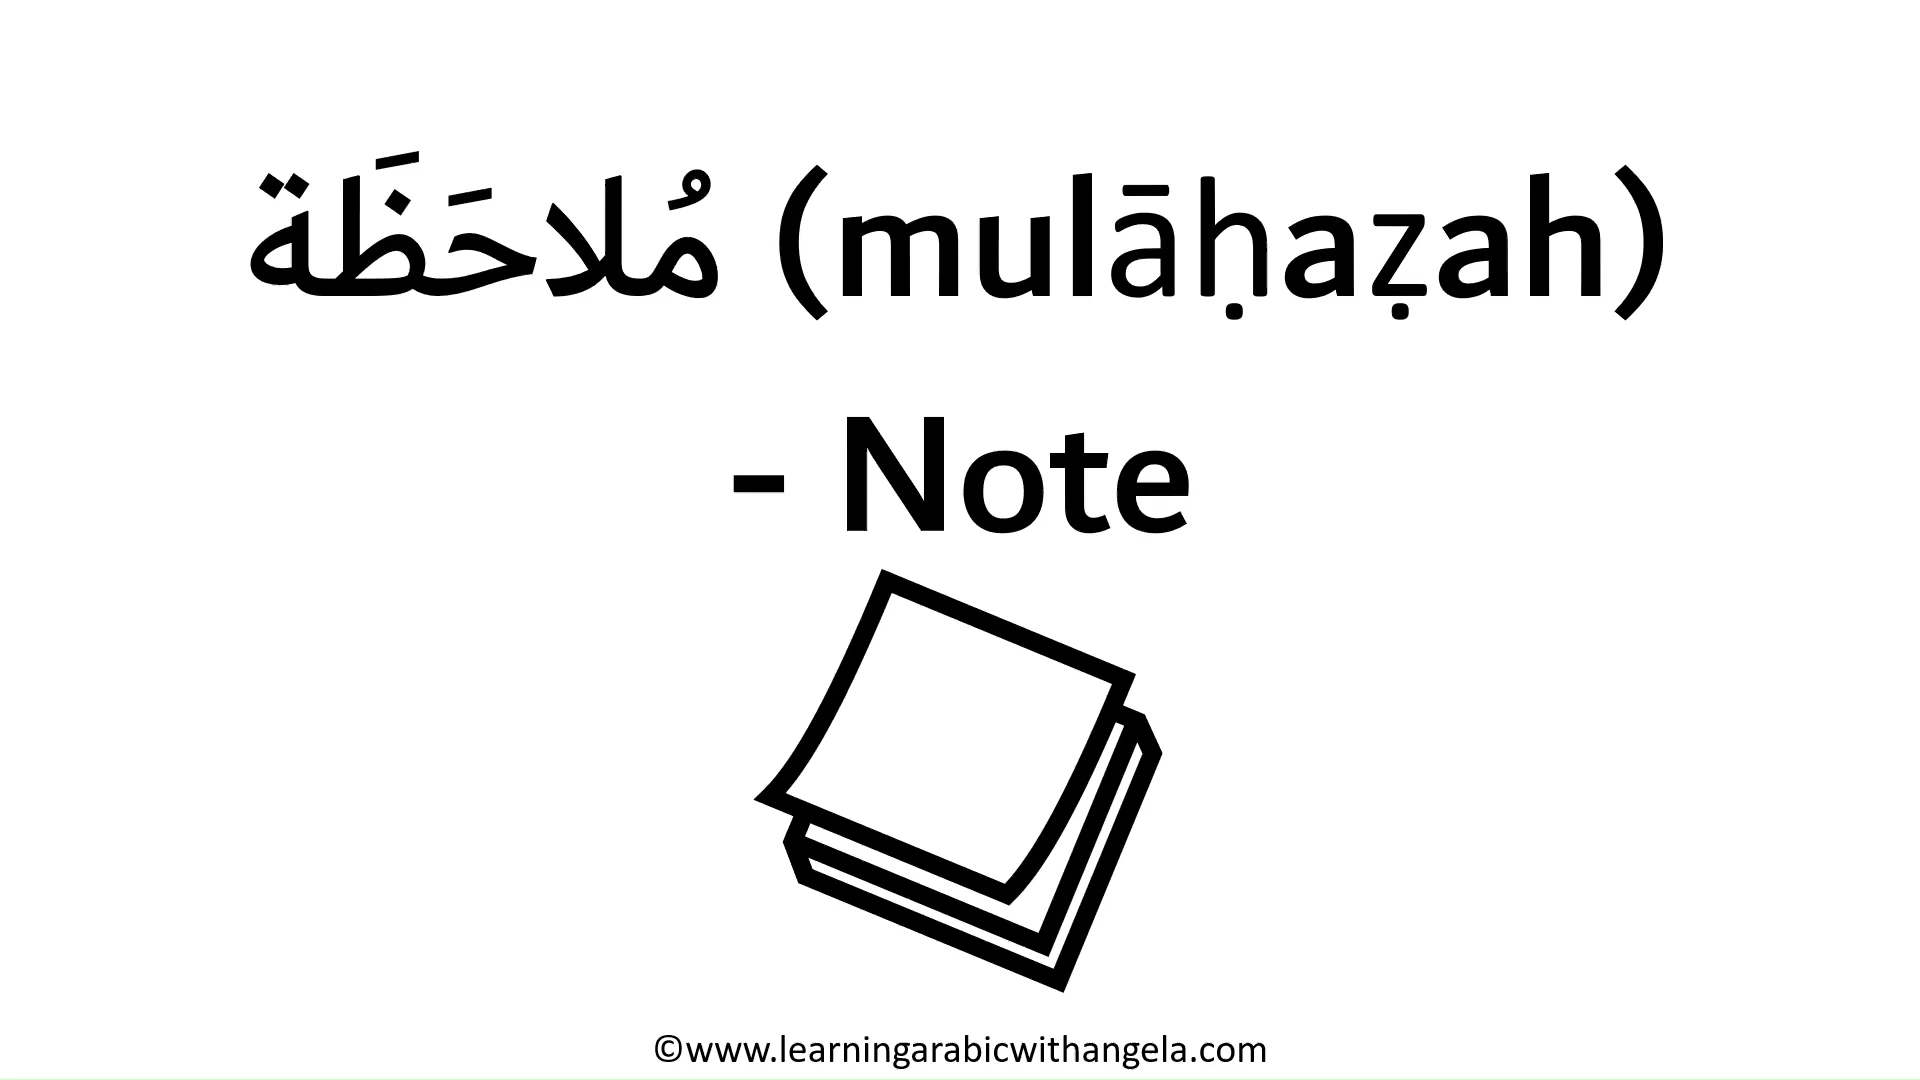 مُلاحَظَة (mulāḥaẓah)
- Note
©www.learningarabicwithangela.com